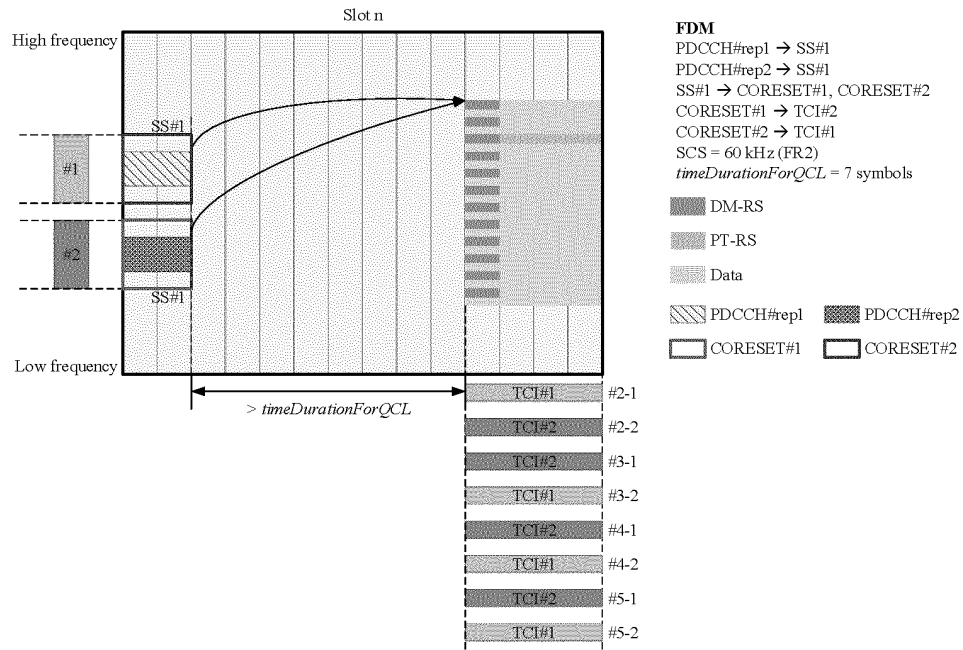 Slot n
High frequency
SS#1
#1
#2
SS#1
Low frequency
> timeDurationForQCL
TCI#1 #2-1
TCI#2 #2-2
TCI#2 #3-1
TCI#1 #3-2
TCI#2 #4-1
TCI#1 #4-2
TCI#2 #5-1
TCI#1 #5-2
FDM
PDCCH#rep1 → SS#1
PDCCH#rep2 → SS#1
SS#1 → CORESET#1, CORESET#2
CORESET#1 → TCI#2
CORESET#2 → TCI#1
SCS = 60 kHz (FR2)
timeDurationForQCL = 7 symbols
DM-RS
PT-RS
Data
PDCCH#rep1 PDCCH#rep2
CORESET#1 CORESET#2